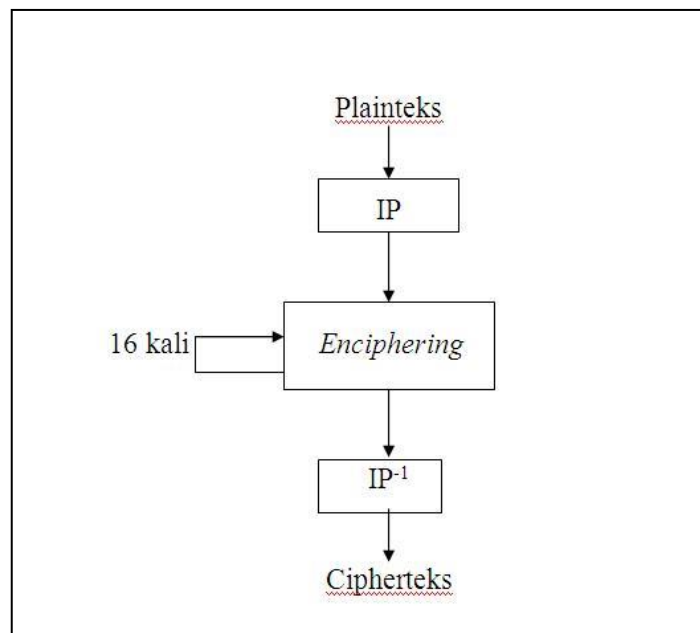 Plainteks
IP
16 kali
Enciphering
IP⁻¹
Cipherteks